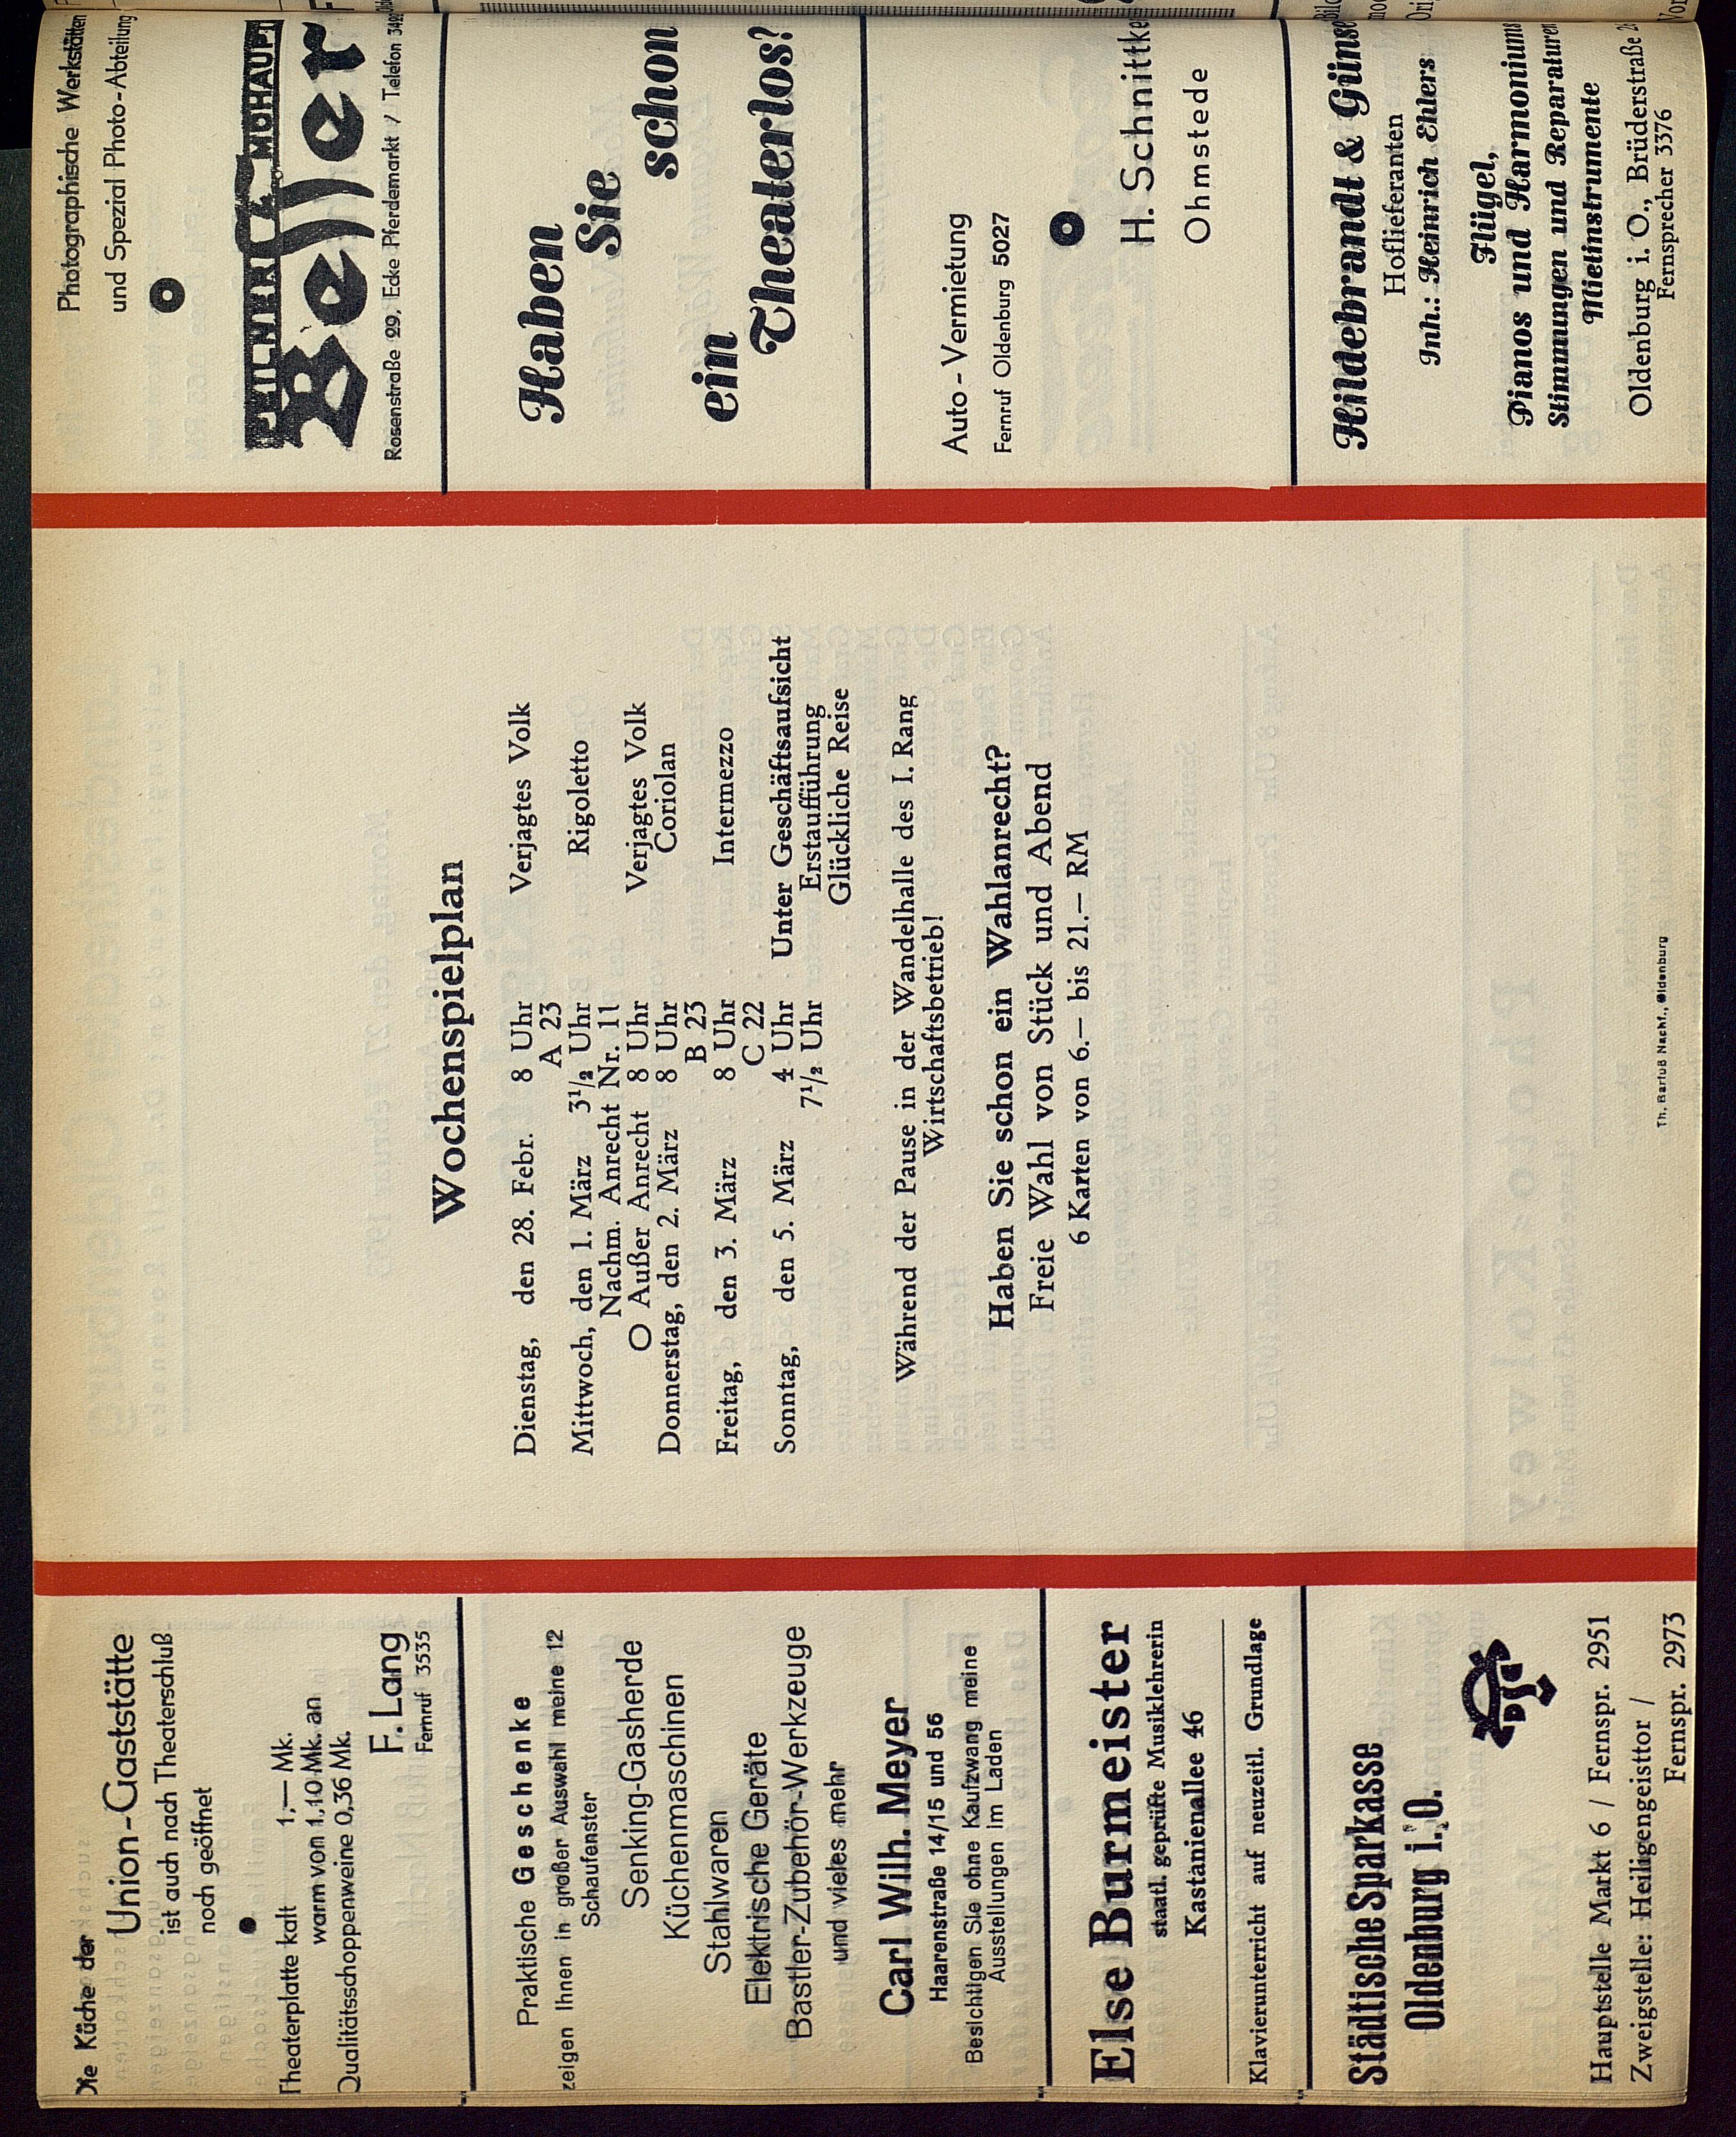 Die Küche der
Union-Gaststätte
ist auch nach Theaterschluß
noch geöffnet
Theaterplatte kalt 1,— Mk.
warm von 1,10 Mk. an
Qualitätsschoppenweine 0,36 Mk.
F. Lang
Fernruf 3535
Praktische Geschenke
zeigen Ihnen in großer Auswahl meine 12
Schaufenster
Senking-Gasherde
Küchenmaschinen
Stahlwaren
Elektrische Geräte
Bastler-Zubehör-Werkzeuge
und vieles mehr
Carl Wilh. Meyer
Haarenstraße 14/15 und 56
Besichtigen Sie ohne Kaufzwang meine
Ausstellungen im Laden
Else Burmeister
staatl. geprüfte Musiklehrerin
Kastanienallee 46
Klavierunterricht auf neuzeitl. Grundlage
Städtische Sparkasse
Oldenburg i. O.
Hauptstelle Markt 6 / Fernspr. 2951
Zweigstelle: Heiligengeisttor /
Fernspr. 2973
Wochenspielplan
Dienstag, den 28. Febr. 8 Uhr Verjagtes Volk
A 23
Mittwoch, den 1. März 3½ Uhr Rigoletto
Nachm. Anrecht Nr. 11
O Außer Anrecht 8 Uhr Verjagtes Volk
Donnerstag, den 2. März 8 Uhr Coriolan
B 23
Freitag, den 3. März 8 Uhr Intermezzo
C 22
Sonntag, den 5. März 4 Uhr Unter Geschäftsaufsicht
7½ Uhr Erstaufführung
Glückliche Reise
Während der Pause in der Wandelhalle des I. Rang
Wirtschaftsbetrieb!
Haben Sie schon ein Wahlanrecht?
Freie Wahl von Stück und Abend
6 Karten von 6.— bis 21.— RM
Th. Bartuß Nachf., Oldenburg
Photographische Werkstätten
und Spezial Photo-Abteilung
MOHAUPT
Beller
Rosenstraße 29, Ecke Pferdemarkt / Telefon
Haben
Sie
schon
ein
Theaterlos?
Auto-Vermietung
Fernruf Oldenburg 5027
H. Schnittke
Ohmstede
Hildebrandt & Günse
Hoflieferanten
Inh.: Heinrich Ehlers
Flügel,
Pianos und Harmoniums
Stimmungen und Reparaturen
Mietinstrumente
Oldenburg i. O., Brüderstraße
Fernsprecher 3376